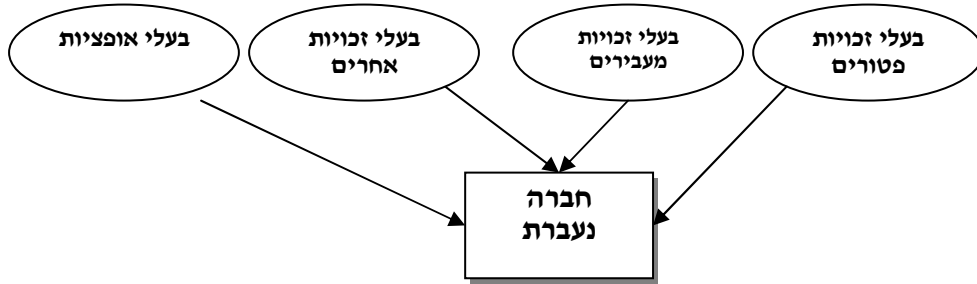 בעלי זכויות
פטורים
בעלי זכויות
מעבירים
בעלי זכויות
אחרים
בעלי אופציות
חברה
נעברת